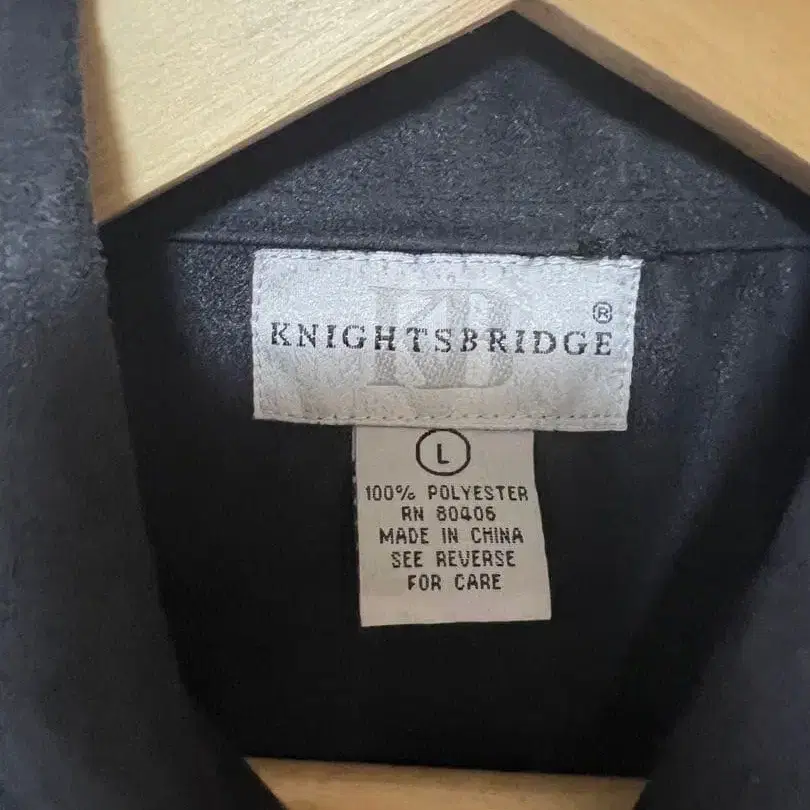 KNIGHTSBRIDGE®
L
100% POLYESTER
RN 80406
MADE IN CHINA
SEE REVERSE
FOR CARE